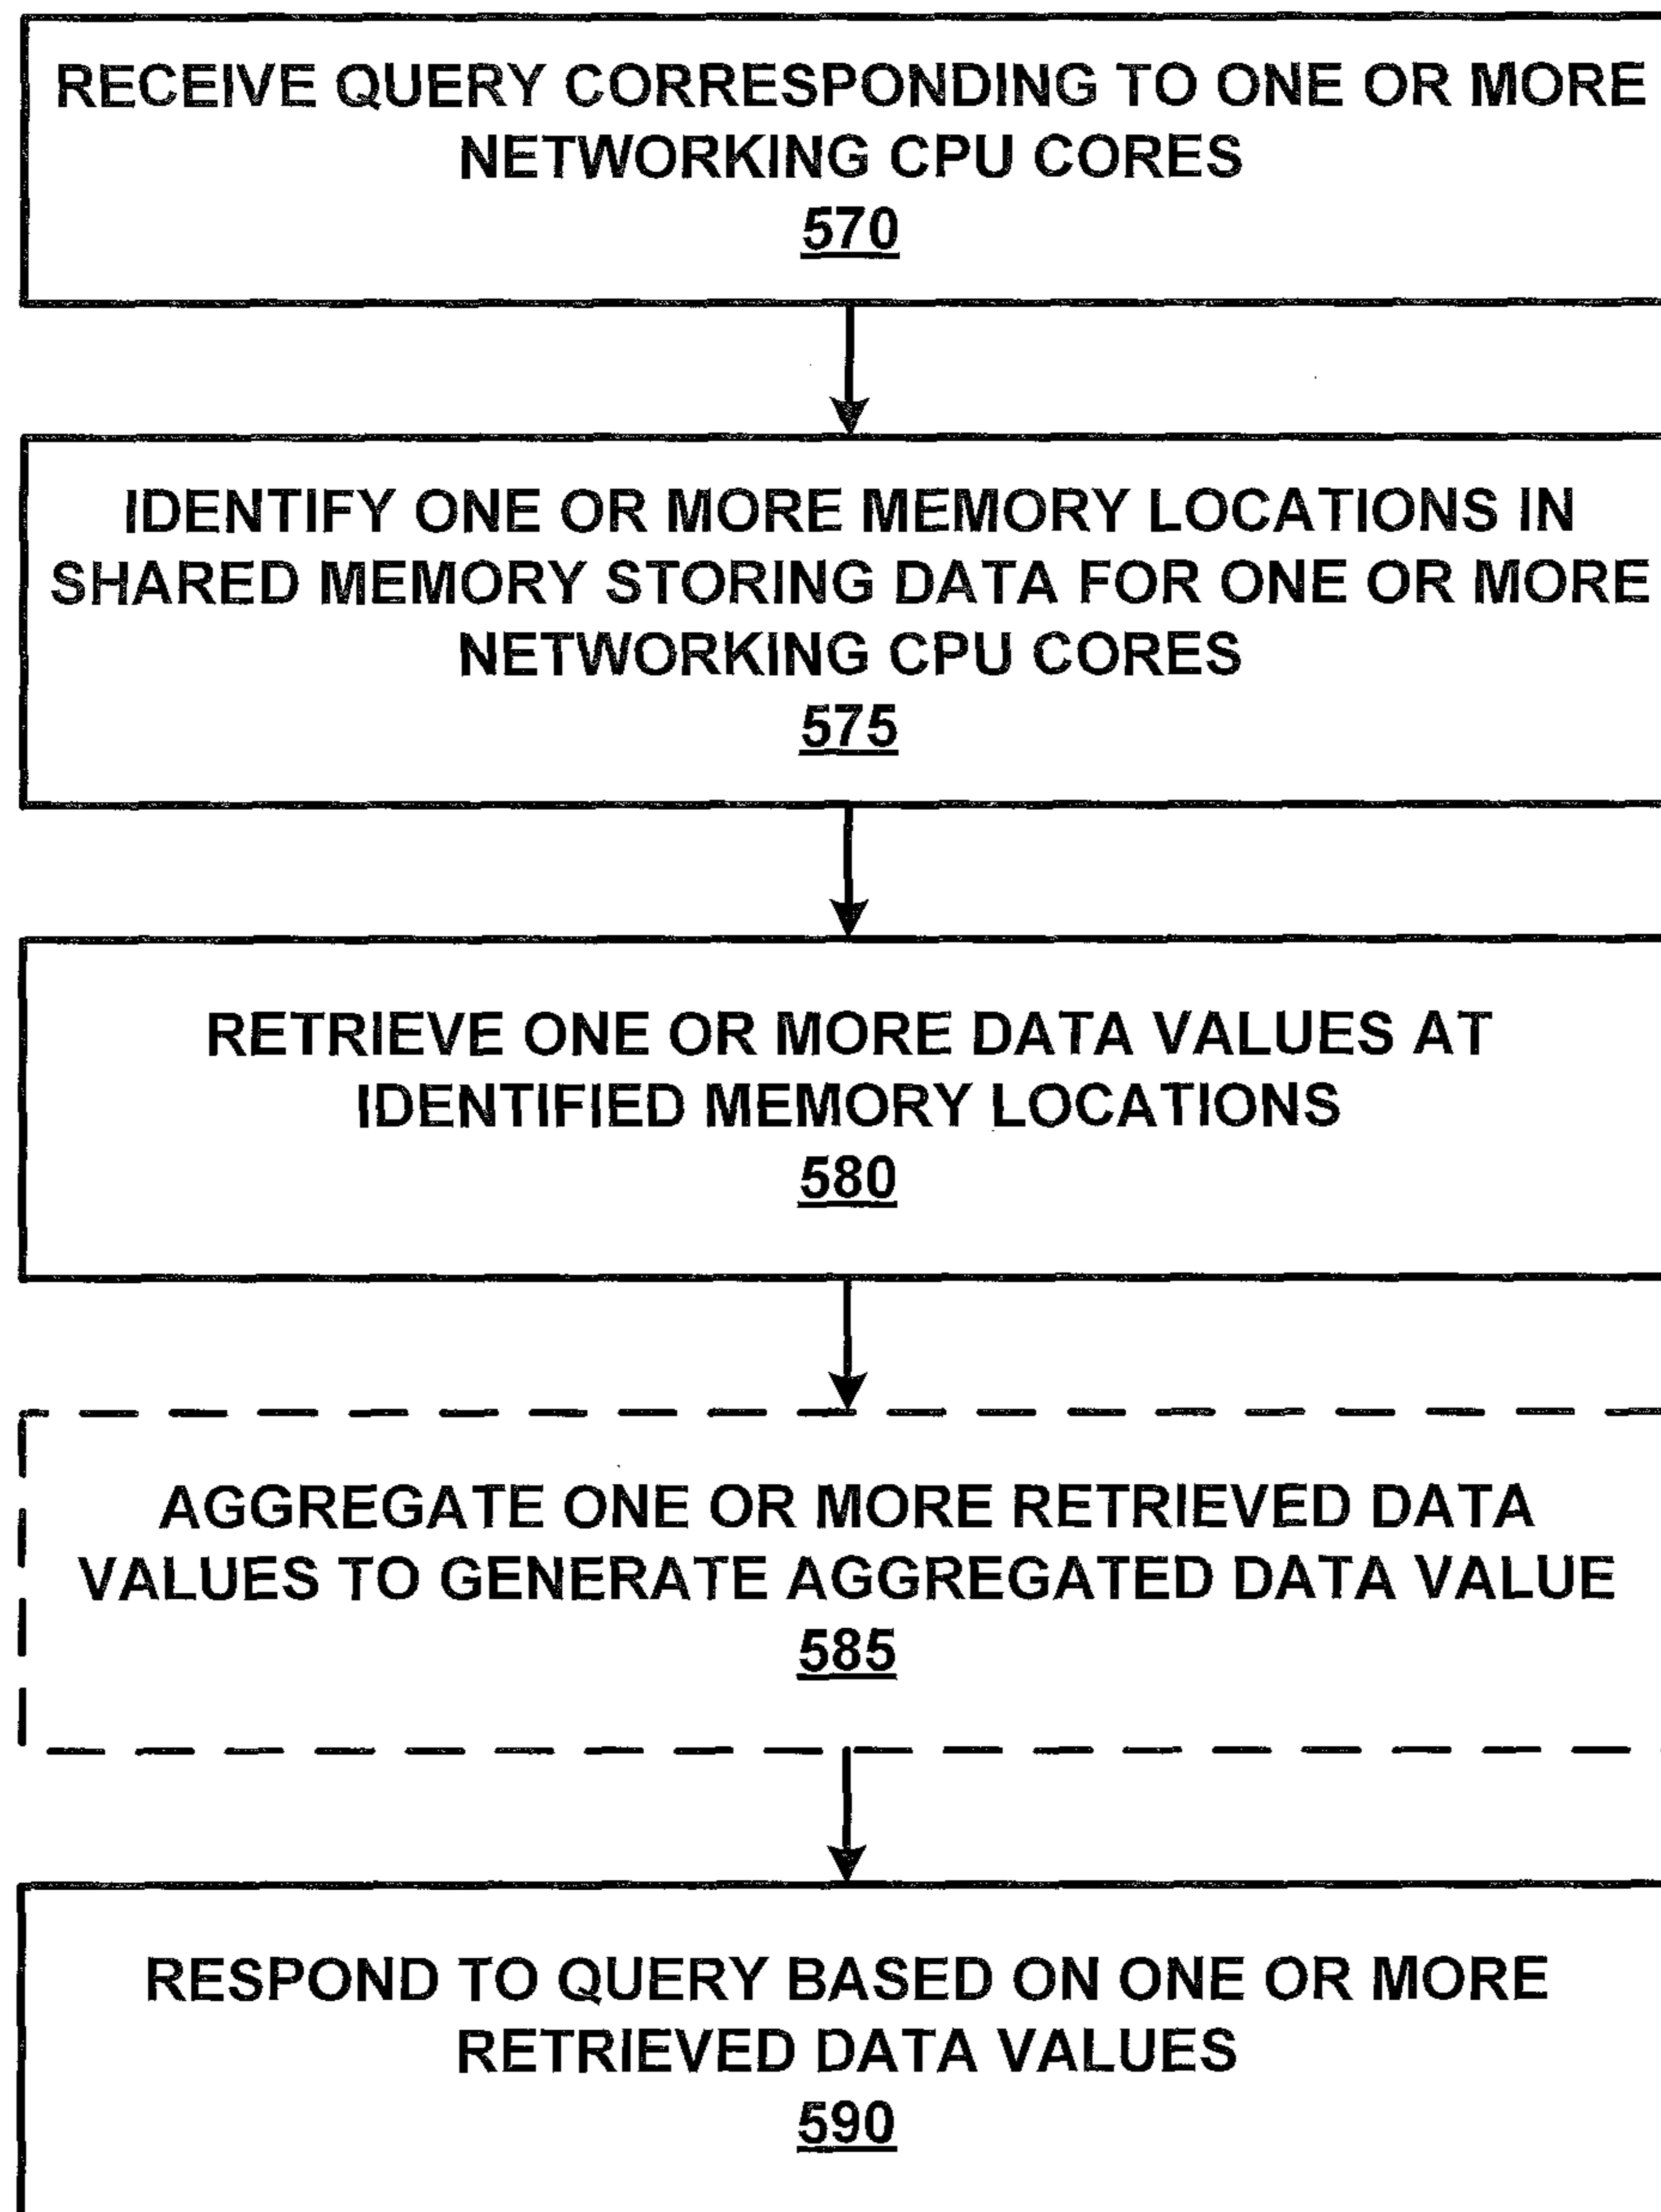 RECEIVE QUERY CORRESPONDING TO ONE OR MORE
NETWORKING CPU CORES
570
IDENTIFY ONE OR MORE MEMORY LOCATIONS IN
SHARED MEMORY STORING DATA FOR ONE OR MORE
NETWORKING CPU CORES
575
RETRIEVE ONE OR MORE DATA VALUES AT
IDENTIFIED MEMORY LOCATIONS
580
AGGREGATE ONE OR MORE RETRIEVED DATA
VALUES TO GENERATE AGGREGATED DATA VALUE
585
RESPOND TO QUERY BASED ON ONE OR MORE
RETRIEVED DATA VALUES
590